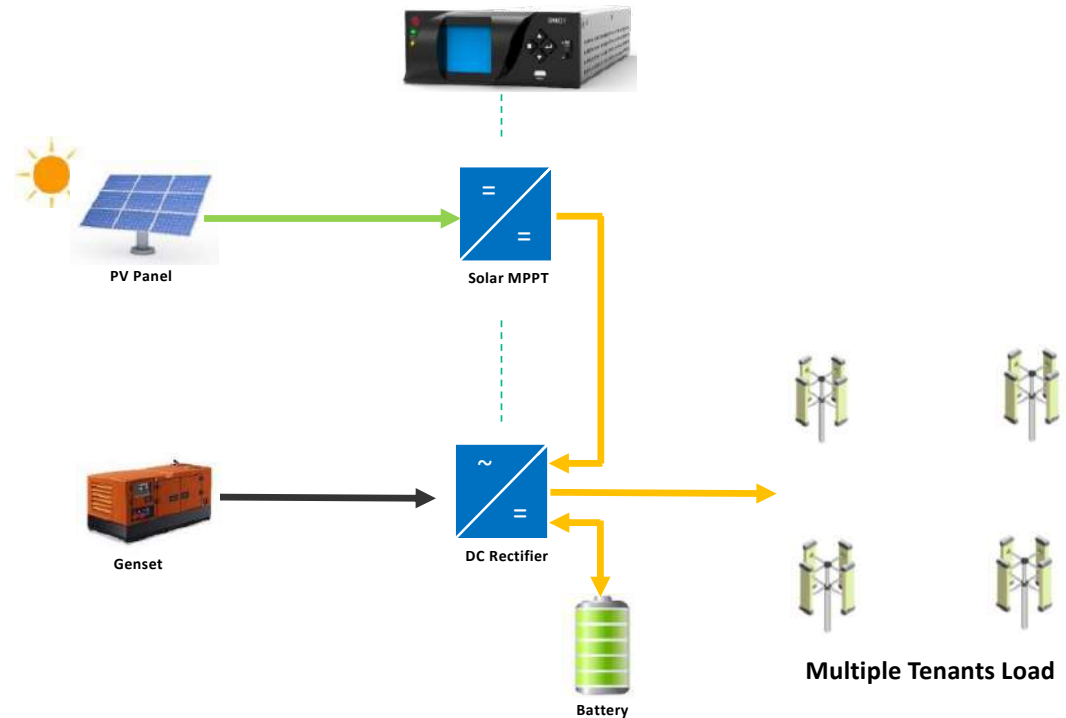 PV Panel
Solar MPPT
Genset
DC Rectifier
Multiple Tenants Load
Battery